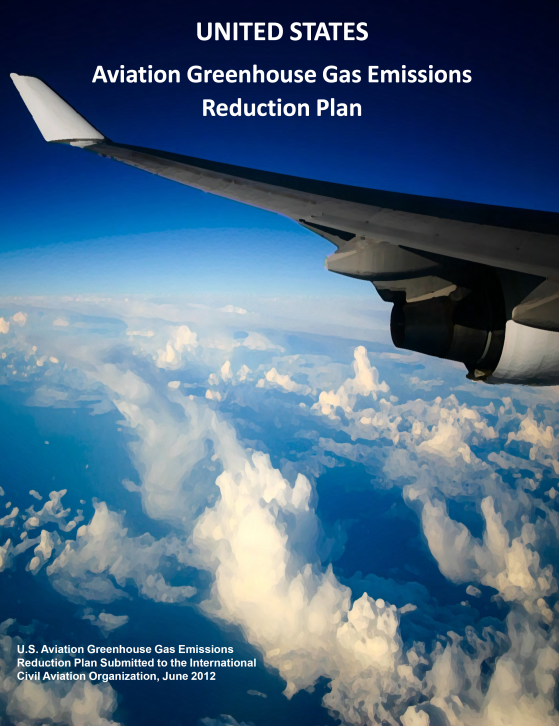 UNITED STATES
Aviation Greenhouse Gas Emissions
Reduction Plan
U.S. Aviation Greenhouse Gas Emissions
Reduction Plan Submitted to the International
Civil Aviation Organization, June 2012